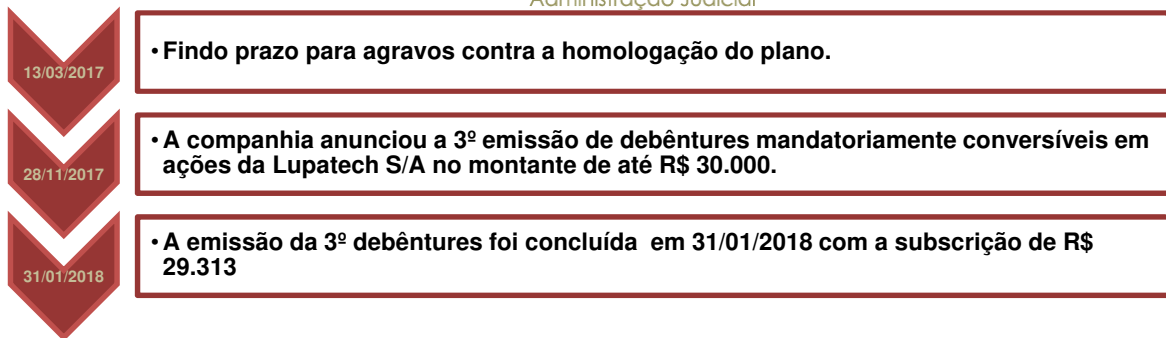 Administração Judicial
13/03/2017
• Findo prazo para agravos contra a homologação do plano.
28/11/2017
• A companhia anunciou a 3º emissão de debêntures mandatoriamente conversíveis em
ações da Lupatech S/A no montante de até R$ 30.000.
31/01/2018
• A emissão da 3º debêntures foi concluída em 31/01/2018 com a subscrição de R$
29.313